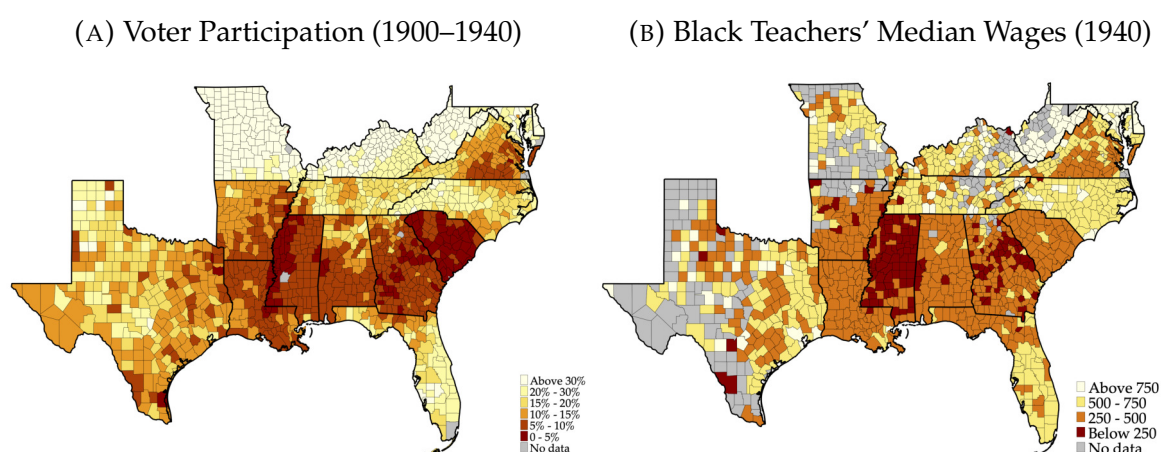 (A) Voter Participation (1900–1940)
(B) Black Teachers’ Median Wages (1940)
Above 30%
20% - 30%
15% - 20%
10% - 15%
5% - 10%
0 - 5%
No data
Above 750
500 - 750
250 - 500
Below 250
No data